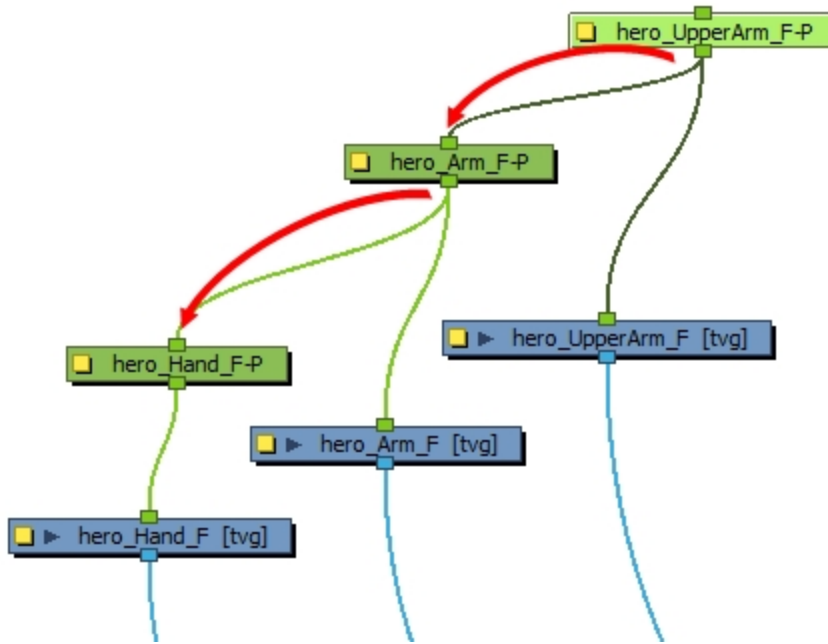 hero_UpperArm_F-P
hero_Arm_F-P
hero_UpperArm_F [tvg]
hero_Hand_F-P
hero_Arm_F [tvg]
hero_Hand_F [tvg]